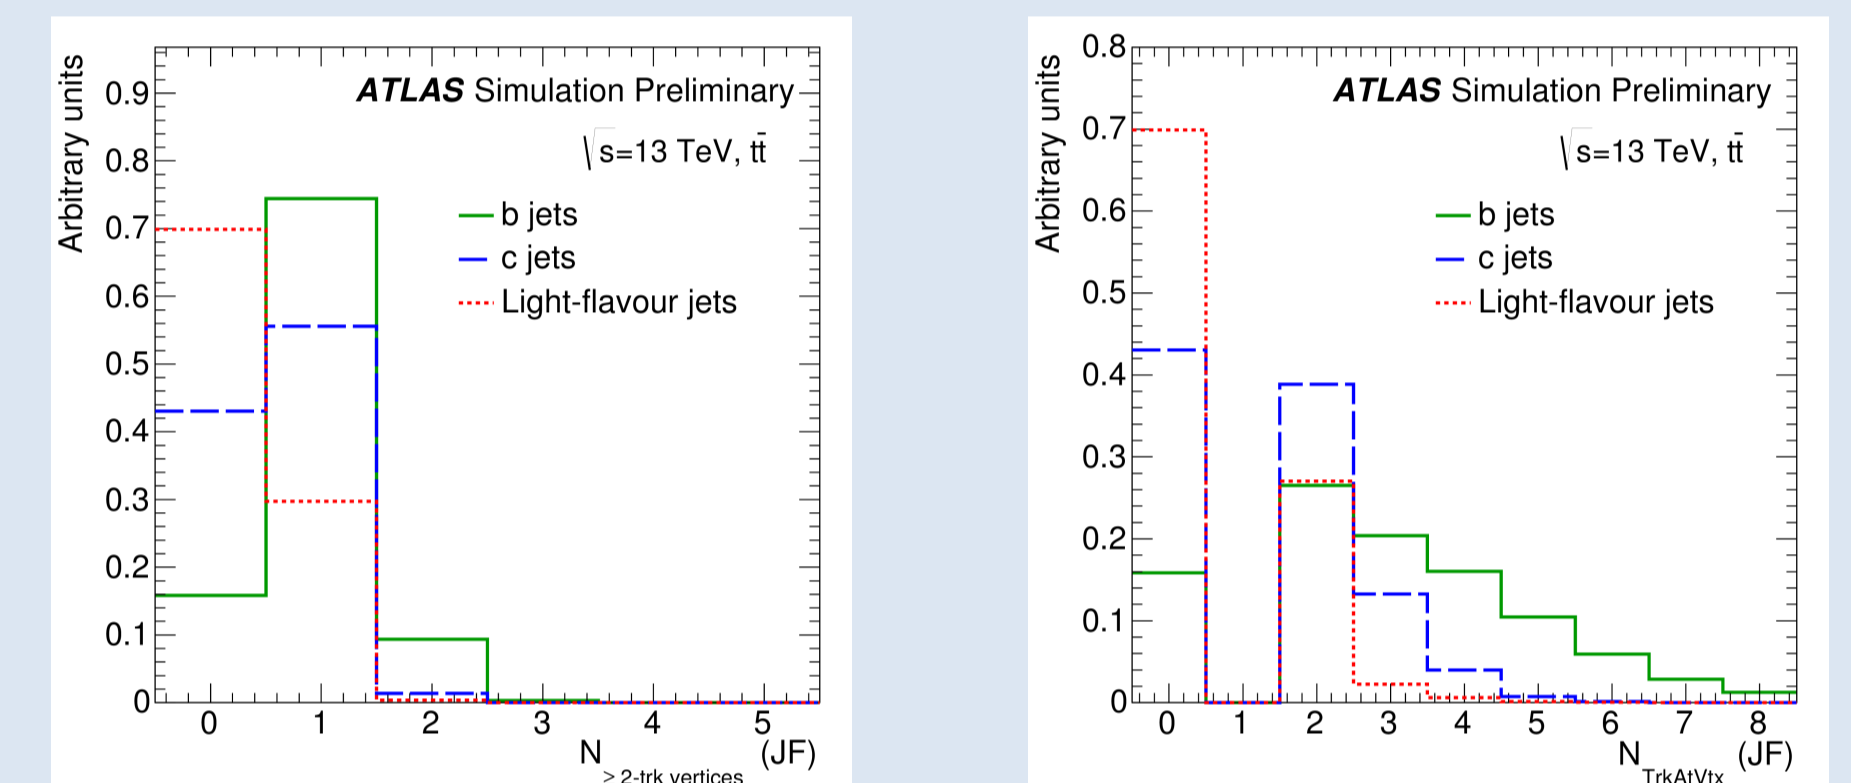 Arbitrary units
ATLAS Simulation Preliminary
√s=13 TeV, tt̄
b jets
c jets
Light-flavour jets
0.9
0.8
0.7
0.6
0.5
0.4
0.3
0.2
0.1
0
0 1 2 3 4 5
N > 2-trk vertices (JF)
Arbitrary units
ATLAS Simulation Preliminary
√s=13 TeV, tt̄
b jets
c jets
Light-flavour jets
0.8
0.7
0.6
0.5
0.4
0.3
0.2
0.1
0
0 1 2 3 4 5 6 7 8
N TrkAtVtx (JF)